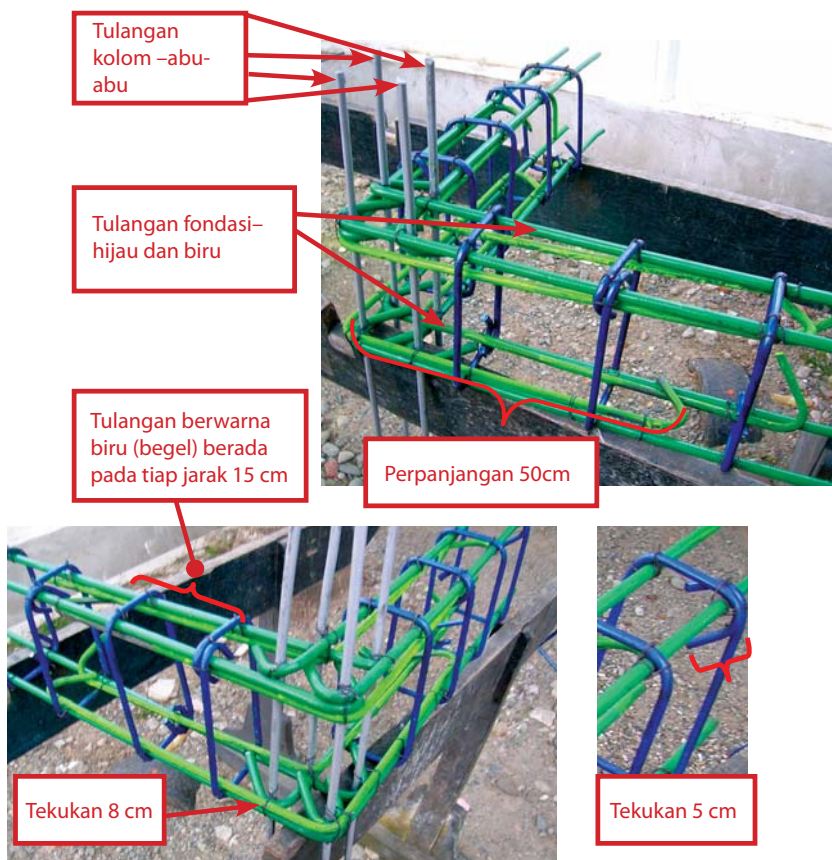 Tulangan
kolom –abu-
abu
Tulangan fondasi–
hijau dan biru
Tulangan berwarna
biru (begel) berada
pada tiap jarak 15 cm
Perpanjangan 50cm
Tekukan 8 cm
Tekukan 5 cm